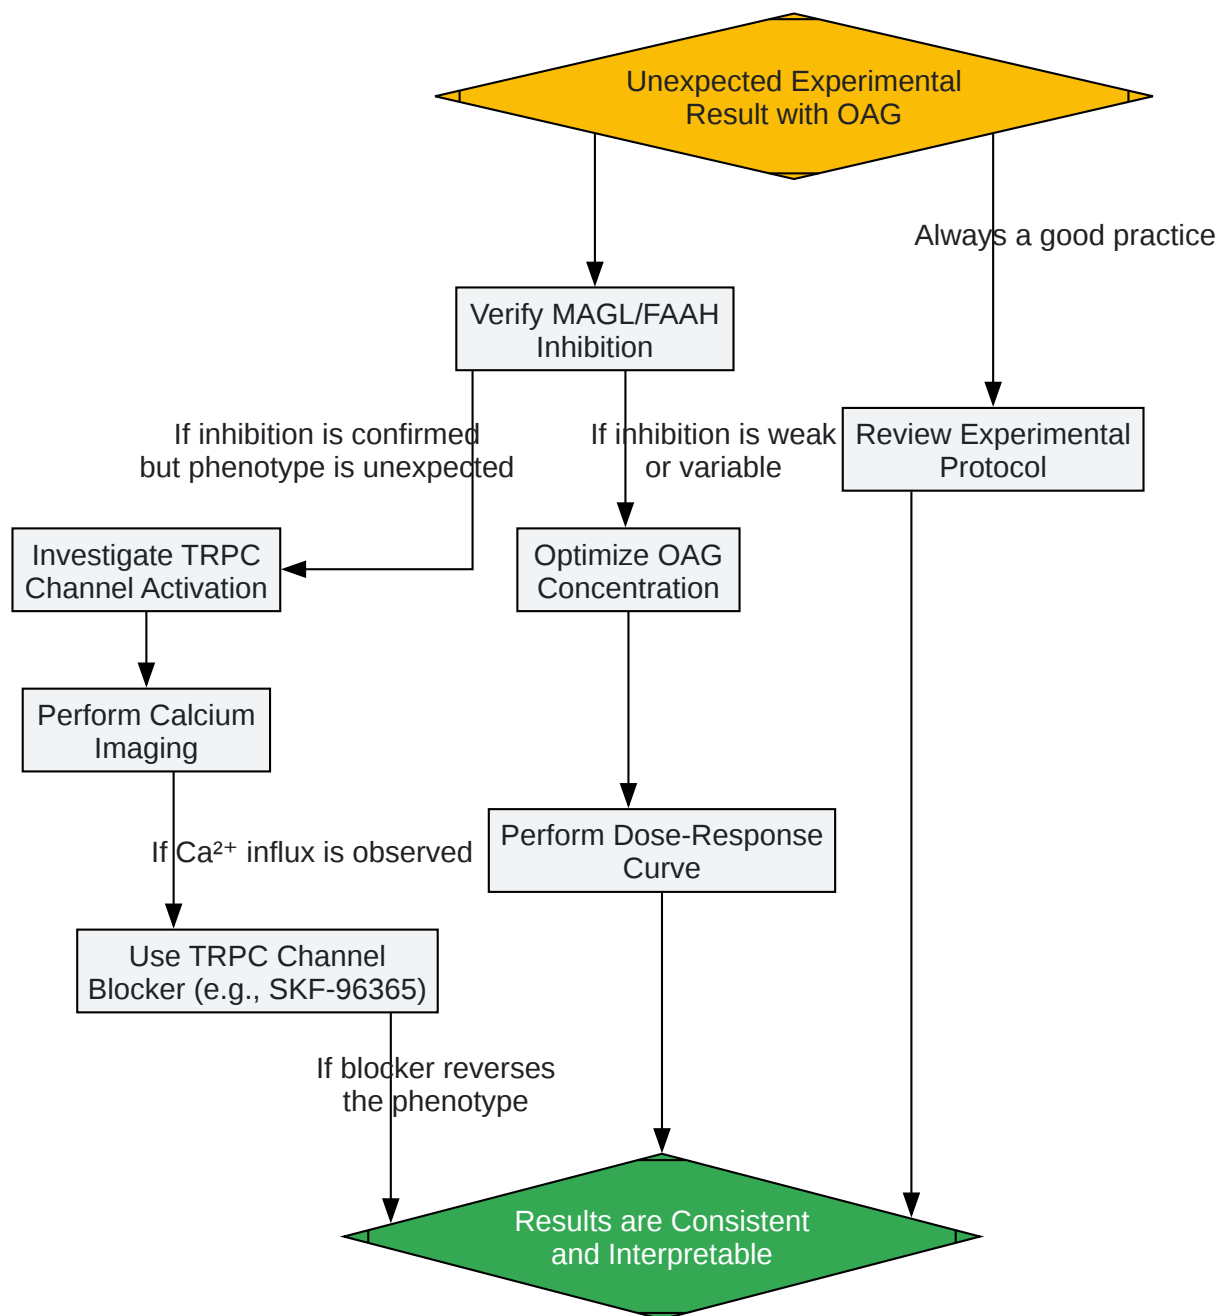 Unexpected Experimental
Result with OAG
Always a good practice
Verify MAGL/FAAH
Inhibition
If inhibition is confirmed
but phenotype is unexpected
If inhibition is weak
or variable
Review Experimental
Protocol
Investigate TRPC
Channel Activation
Optimize OAG
Concentration
Perform Calcium
Imaging
If Ca²⁺ influx is observed
Perform Dose-Response
Curve
Use TRPC Channel
Blocker (e.g., SKF-96365)
If blocker reverses
the phenotype
Results are Consistent
and Interpretable